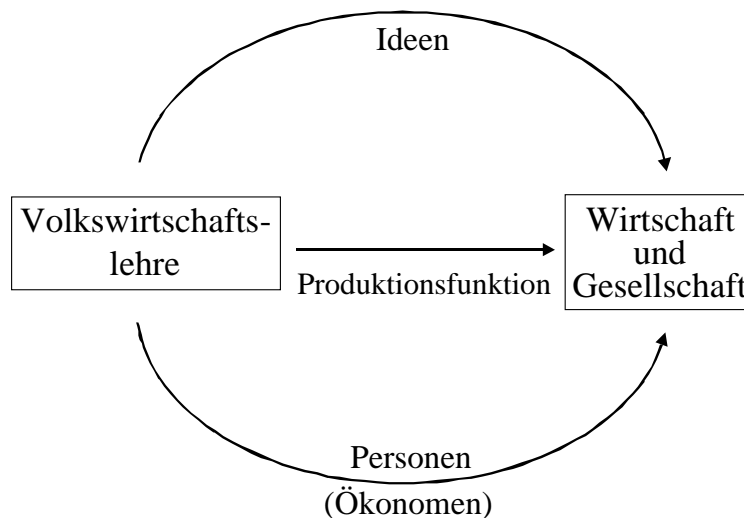 Ideen
Volkswirtschafts-
lehre
Produktionsfunktion
Wirtschaft
und
Gesellschaft
Personen
(Ökonomen)